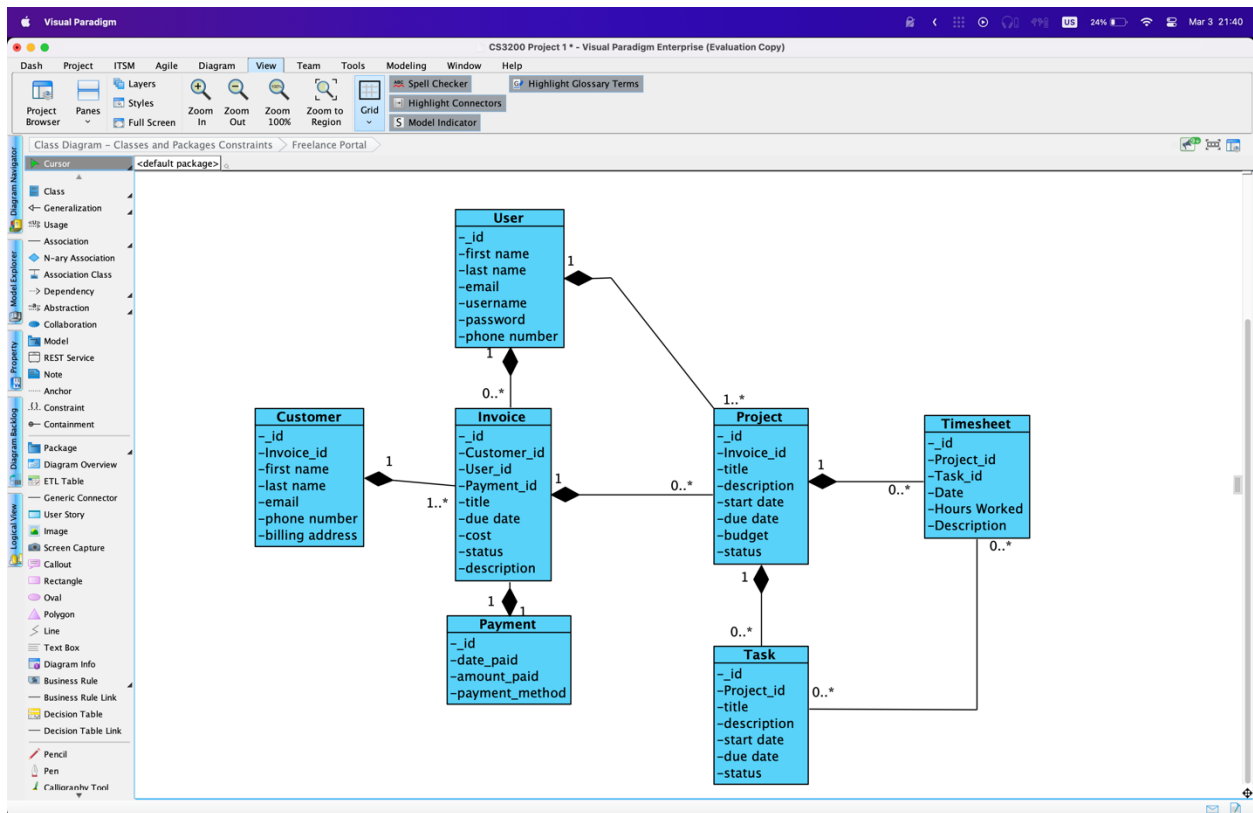 Visual Paradigm
US
24%
Mar 3 21:40
CS3200 Project 1 * - Visual Paradigm Enterprise (Evaluation Copy)
Dash Project ITSM Agile Diagram View Team Tools Modeling Window Help
Project Browser
Panes
Layers
Styles
Full Screen
Zoom In
Zoom Out
Zoom 100%
Zoom to Region
Grid
Spell Checker
Highlight Connectors
Model Indicator
Highlight Glossary Terms
Class Diagram - Classes and Packages Constraints
Freelance Portal
Diagram Navigator
Model Explorer
Property
Diagram Backlog
Logical View
Cursor
<default package>
Class
Generalization
Usage
Association
N-ary Association
Association Class
Dependency
Abstraction
Collaboration
Model
REST Service
Note
Anchor
Constraint
Containment
Package
Diagram Overview
ETL Table
Generic Connector
User Story
Image
Screen Capture
Callout
Rectangle
Oval
Polygon
Line
Text Box
Diagram Info
Business Rule
Business Rule Link
Decision Table
Decision Table Link
Pencil
Pen
Calligraphy Tool
User
-_id
-first name
-last name
-email
-username
-password
-phone number
1
1
0..*
1..*
Customer
-_id
-Invoice_id
-first name
-last name
-email
-phone number
-billing address
1
1..*
Invoice
-_id
-Customer_id
-User_id
-Payment_id
-title
-due date
-cost
-status
-description
1
0..*
1
1
Payment
-_id
-date_paid
-amount_paid
-payment_method
Project
-_id
-Invoice_id
-title
-description
-start date
-due date
-budget
-status
1
0..*
1
0..*
Timesheet
-_id
-Project_id
-Task_id
-Date
-Hours Worked
-Description
0..*
Task
-_id
-Project_id
-title
-description
-start date
-due date
-status
0..*